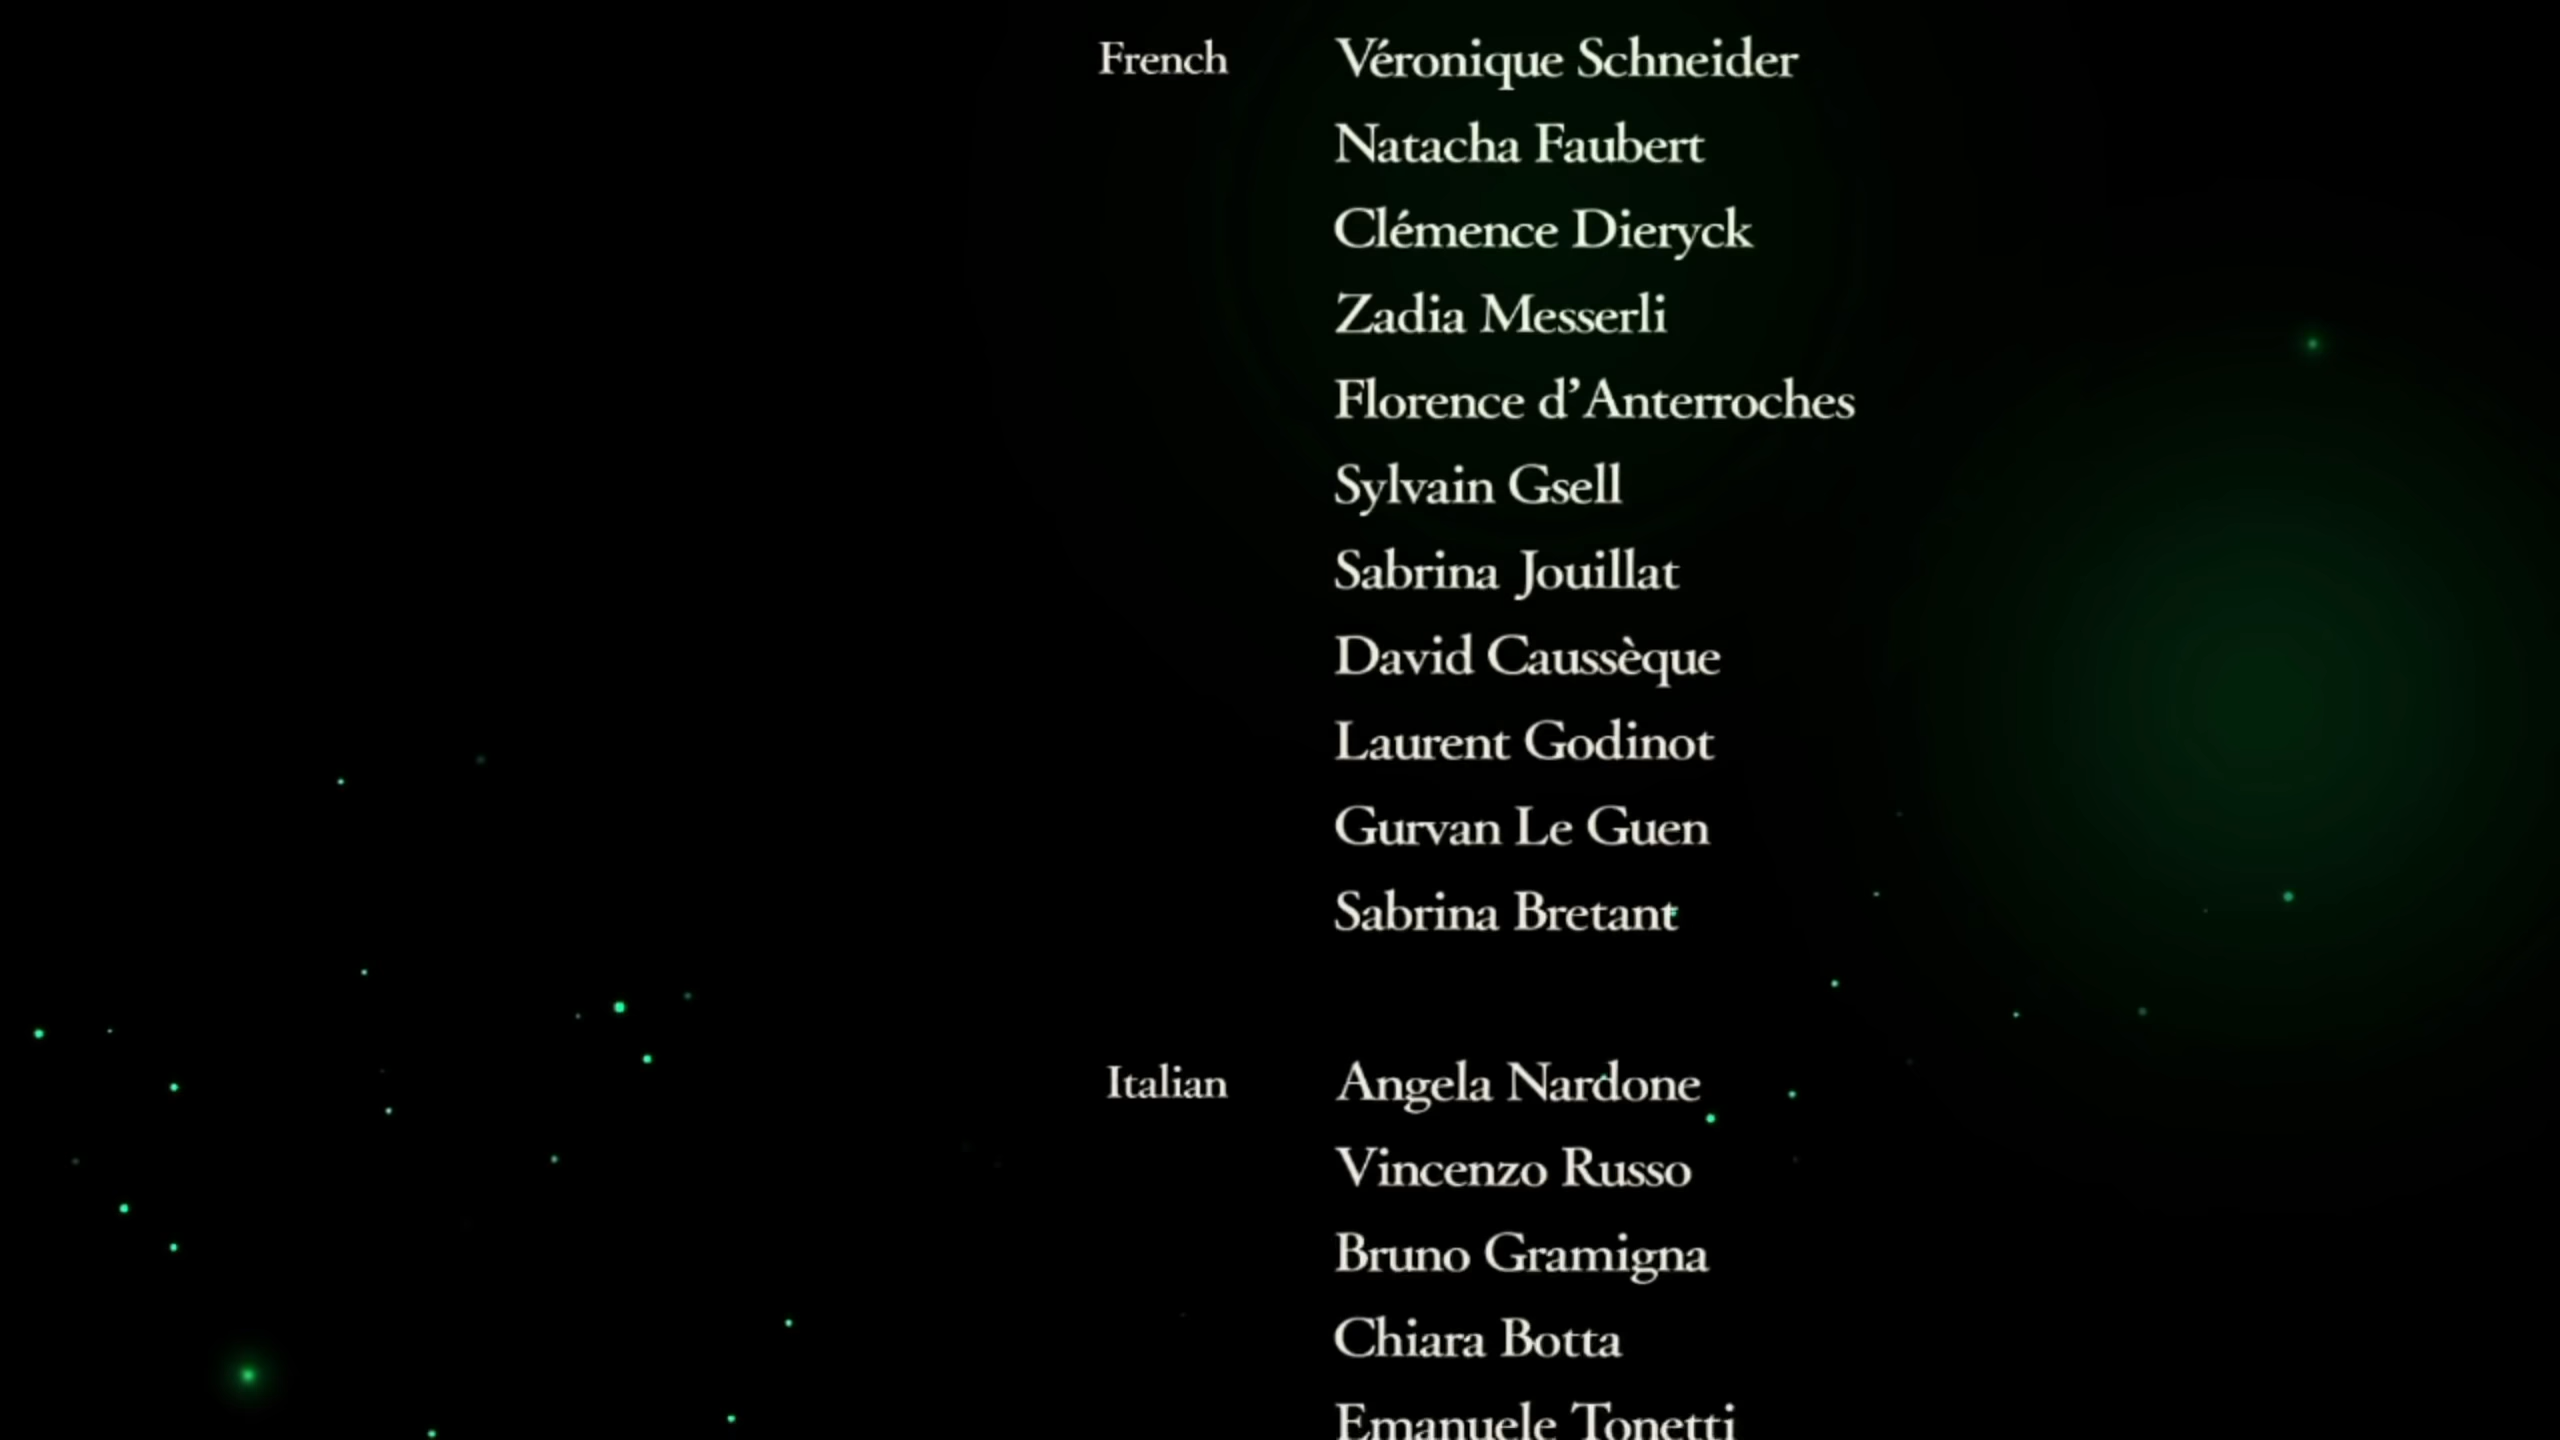 French Véronique Schneider
Natacha Faubert
Clémence Dieryck
Zadia Messerli
Florence d’Anterroches
Sylvain Gsell
Sabrina Jouillat
David Caussèque
Laurent Godinot
Gurvan Le Guen
Sabrina Bretant
Italian Angela Nardone
Vincenzo Russo
Bruno Gramigna
Chiara Botta
Emanuele Tonetti